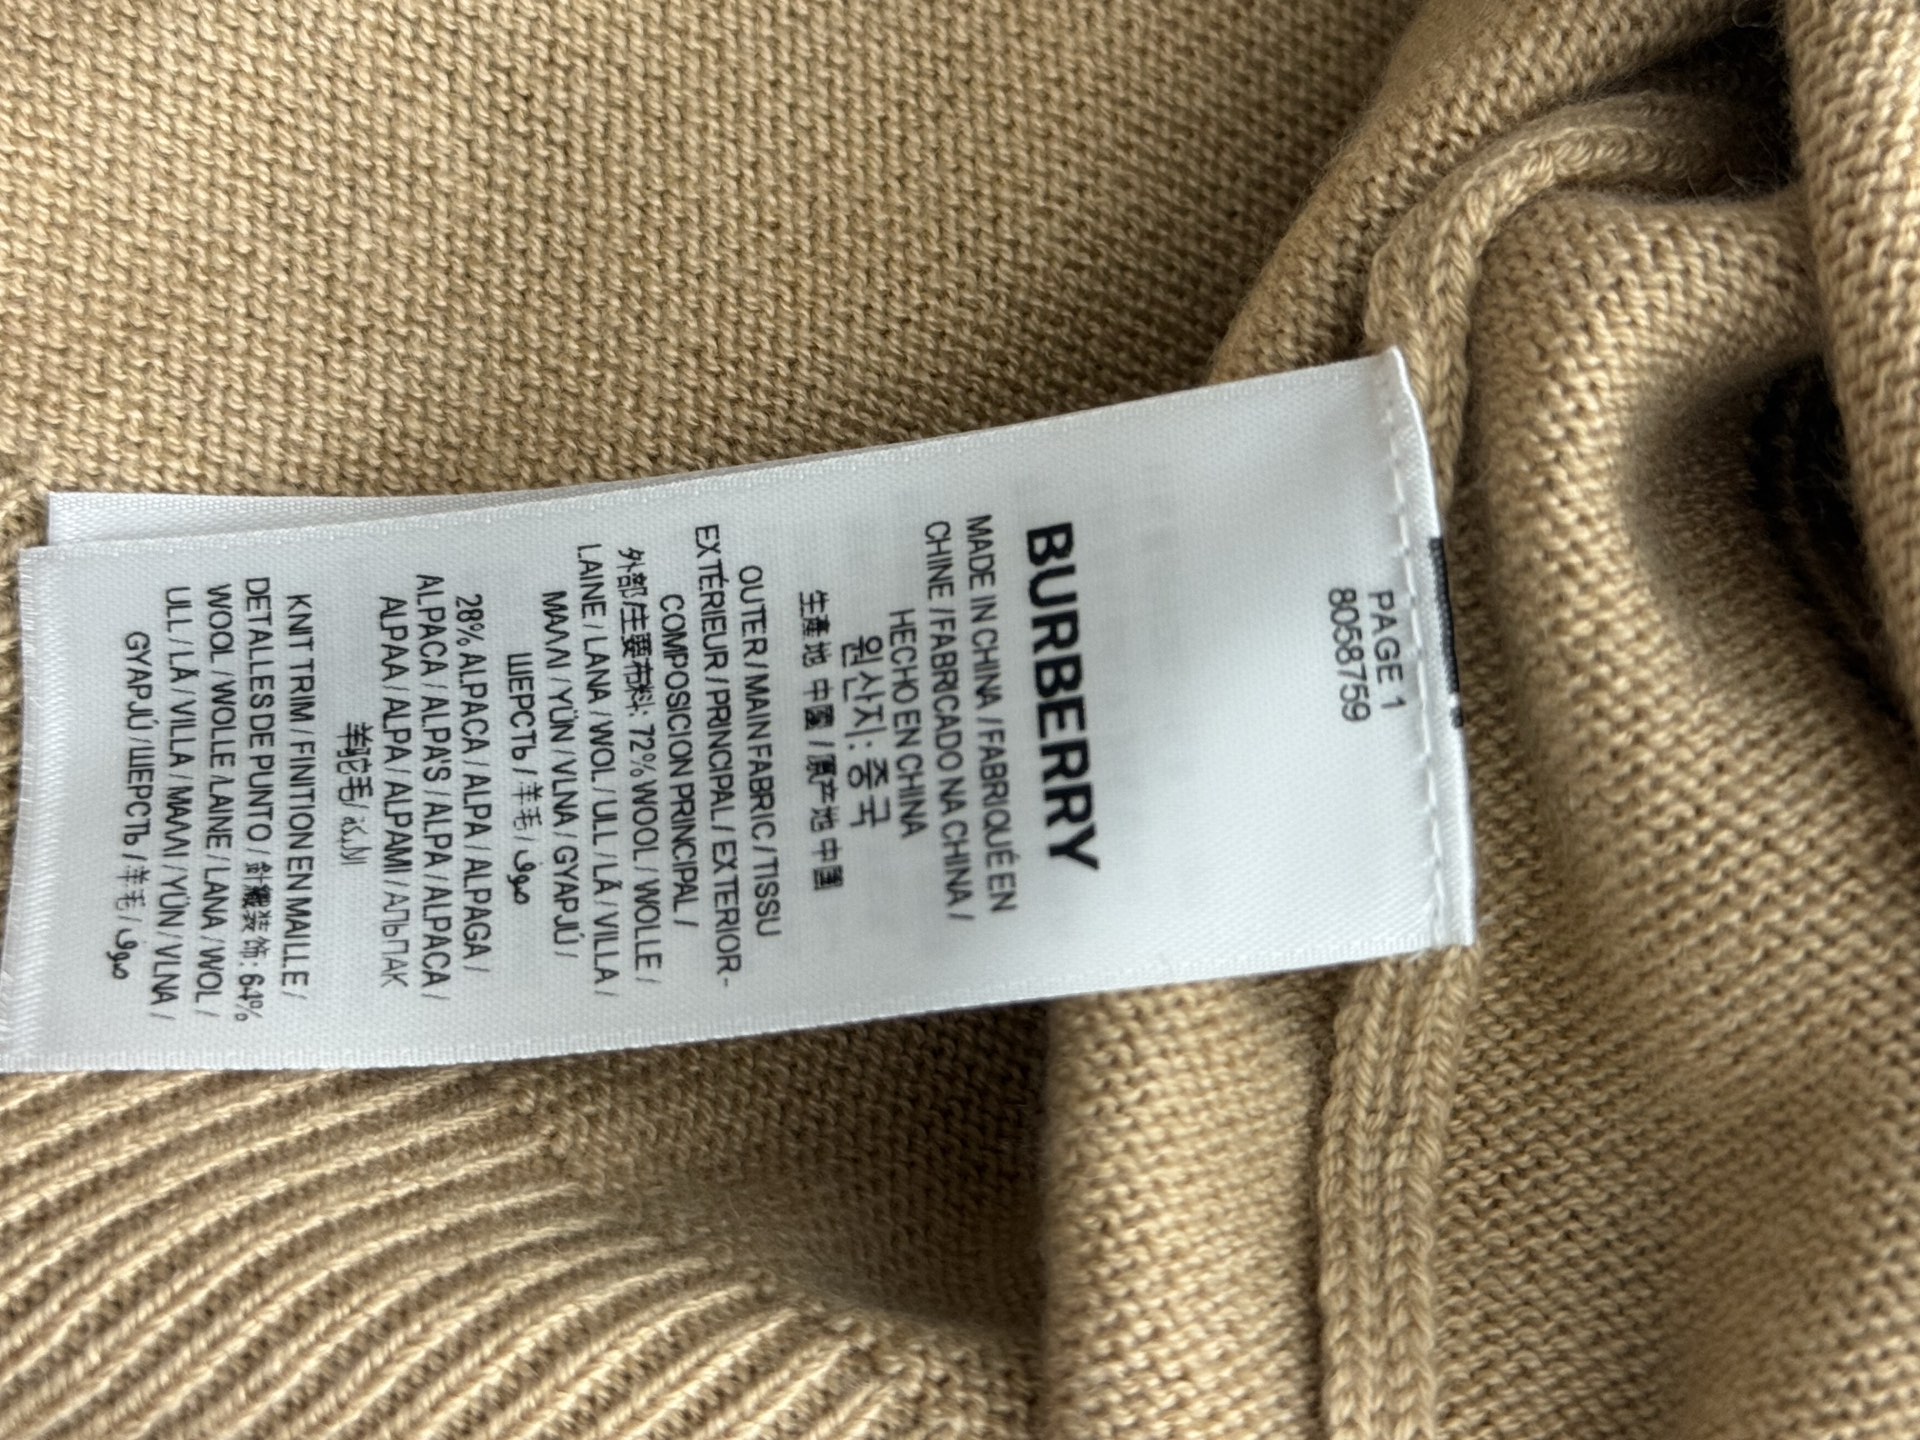 PAGE 1
8058759
BURBERRY
MADE IN CHINA / FABRIQUÉ EN
CHINE / FABRICADO NA CHINA /
HECHO EN CHINA
원산지: 중국
生產地 中國 / 原产地 中国
OUTER / MAIN FABRIC / TISSU
EXTÉRIEUR / PRINCIPAL / EXTERIOR-
COMPOSICION PRINCIPAL /
外部/主要布料: 72% WOOL / WOLLE /
LAINE / LANA / WOL / ULL / LÃ / VILLA /
ΜΑΛΛΙ / YÜN / VLNA / GYAPJÚ /
ШЕРСТЬ / 羊毛 / صوف
28% ALPACA / ALPA / ALPAGA /
ALPACA / ALPA'S / ALPA / ALPACA /
ALPAA / ALPA / ALPAMI / АЛЬПАК
羊驼毛/ الألبكا
KNIT TRIM / FINITION EN MAILLE /
DETALLES DE PUNTO / 針織裝飾: 64%
WOOL / WOLLE / LAINE / LANA / WOL /
ULL / LÃ / VILLA / ΜΑΛΛΙ / YÜN / VLNA /
GYAPJÚ / ШЕРСТЬ / 羊毛 / صوف